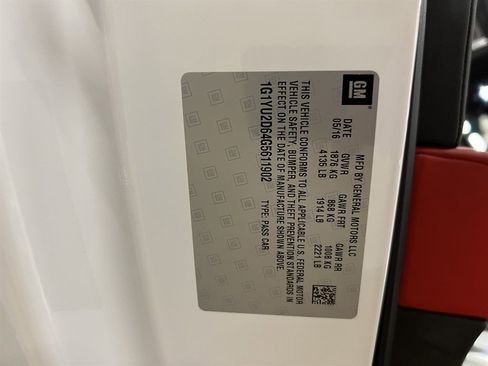 GM
MFD BY GENERAL MOTORS LLC
DATE GVWR GAWR FRT GAWR RR
05/16 1876 KG 868 KG 1008 KG
4135 LB 1914 LB 2221 LB
THIS VEHICLE CONFORMS TO ALL APPLICABLE U.S. FEDERAL MOTOR
VEHICLE SAFETY, BUMPER, AND THEFT PREVENTION STANDARDS IN
EFFECT ON THE DATE OF MANUFACTURE SHOWN ABOVE.
1G1YU2D64G5611902 TYPE: PASS CAR